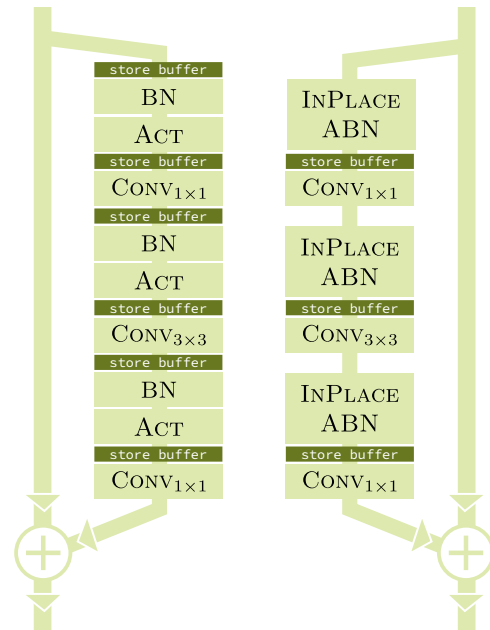 store buffer
BN
Act
store buffer
Conv1×1
store buffer
BN
Act
store buffer
Conv3×3
store buffer
BN
Act
store buffer
Conv1×1
InPlace
ABN
store buffer
Conv1×1
InPlace
ABN
store buffer
Conv3×3
InPlace
ABN
store buffer
Conv1×1